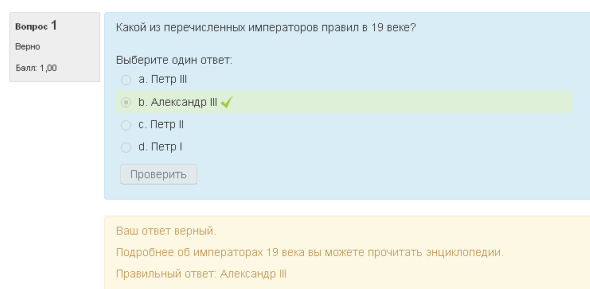 Вопрос 1
Верно
Балл: 1,00
Какой из перечисленных императоров правил в 19 веке?
Выберите один ответ:
a. Петр III
b. Александр III
c. Петр II
d. Петр I
Проверить
Ваш ответ верный.
Подробнее об императорах 19 века вы можете прочитать энциклопедии.
Правильный ответ: Александр III